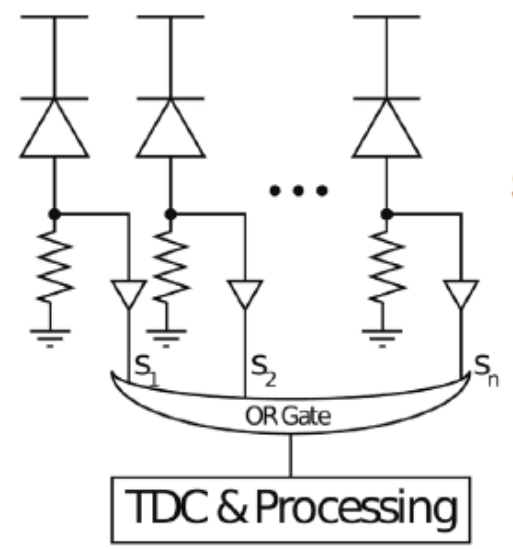 S1 S2 Sn
OR Gate
TDC & Processing